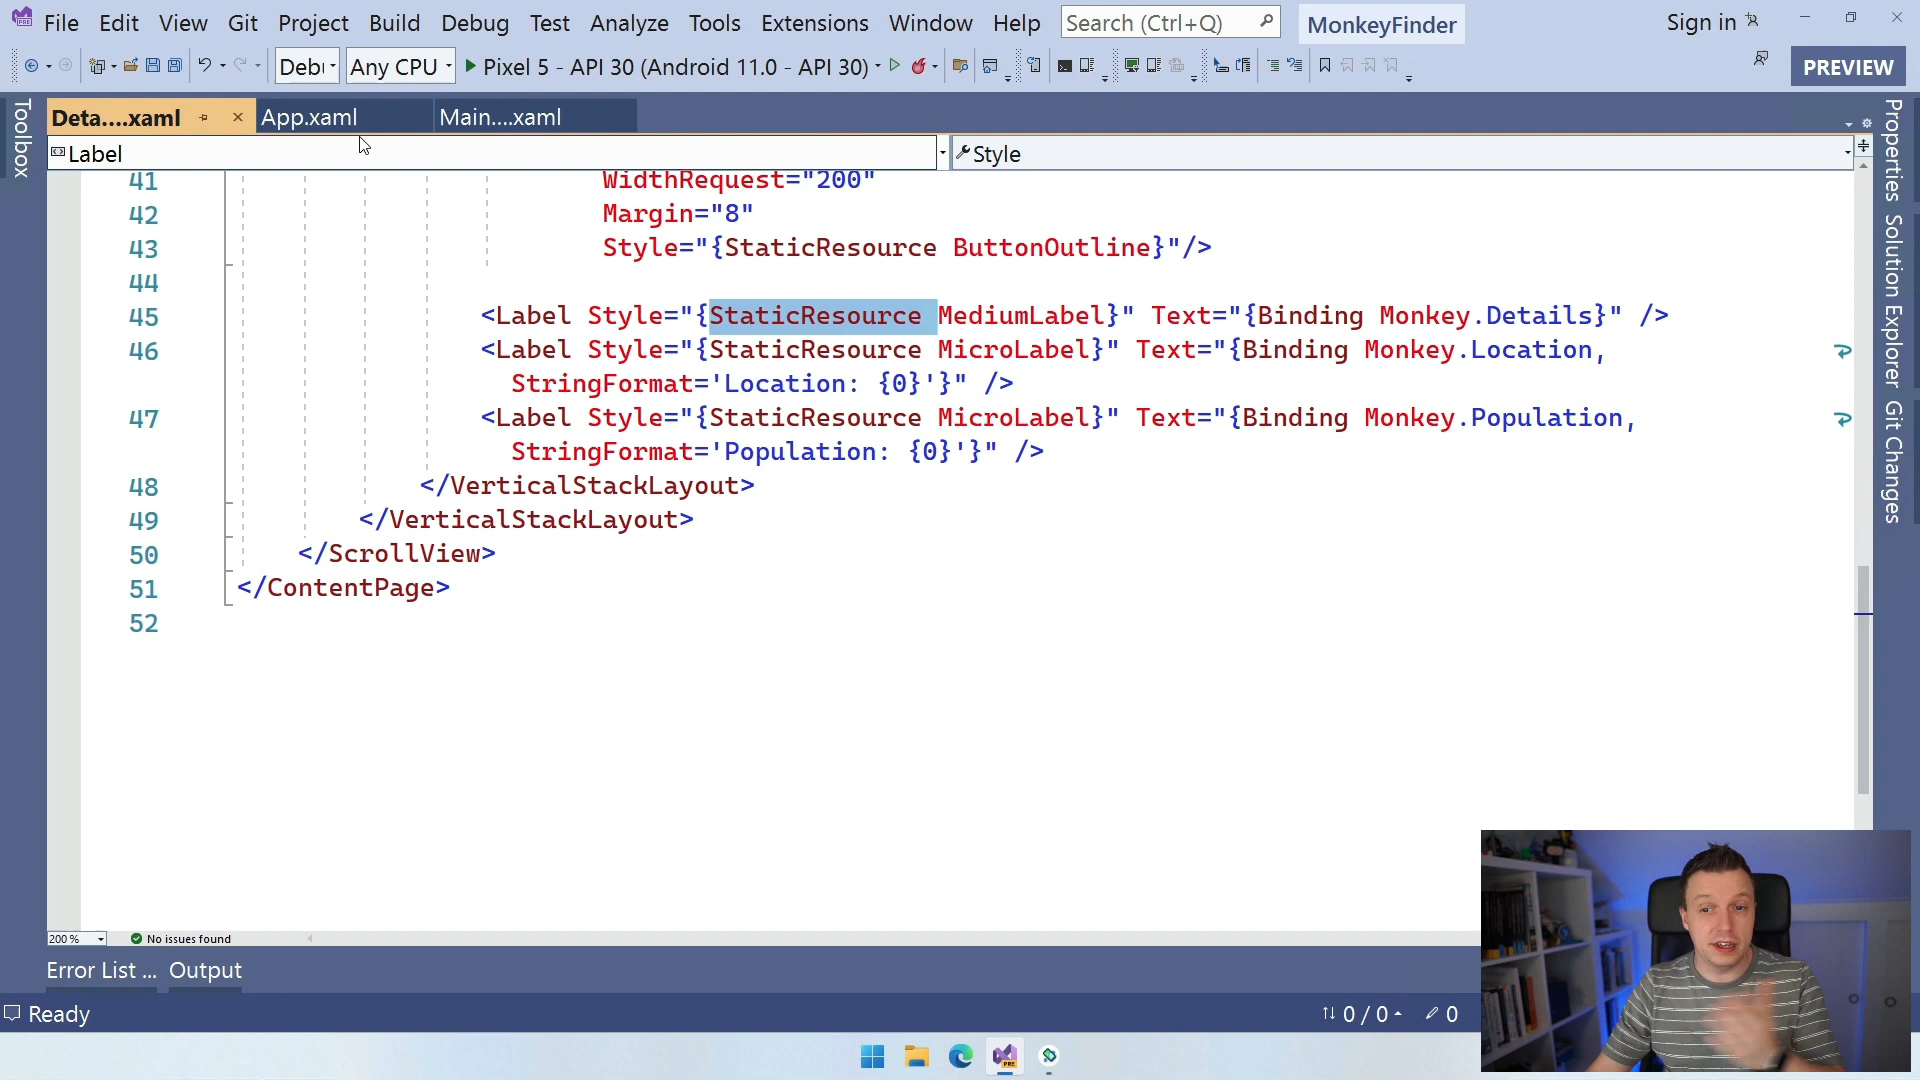 File Edit View Git Project Build Debug Test Analyze Tools Extensions Window Help Search (Ctrl+Q) MonkeyFinder Sign in
Debu Any CPU Pixel 5 - API 30 (Android 11.0 - API 30) PREVIEW
Toolbox
Deta....xaml App.xaml Main....xaml
Label Style
41 WidthRequest="200"
42 Margin="8"
43 Style="{StaticResource ButtonOutline}"/>
44
45 <Label Style="{StaticResource MediumLabel}" Text="{Binding Monkey.Details}" />
46 <Label Style="{StaticResource MicroLabel}" Text="{Binding Monkey.Location,
StringFormat='Location: {0}'}" />
47 <Label Style="{StaticResource MicroLabel}" Text="{Binding Monkey.Population,
StringFormat='Population: {0}'}" />
48 </VerticalStackLayout>
49 </VerticalStackLayout>
50 </ScrollView>
51 </ContentPage>
52
Properties Solution Explorer Git Changes
200 % No issues found
Error List ... Output
Ready 0 / 0 0
PRE